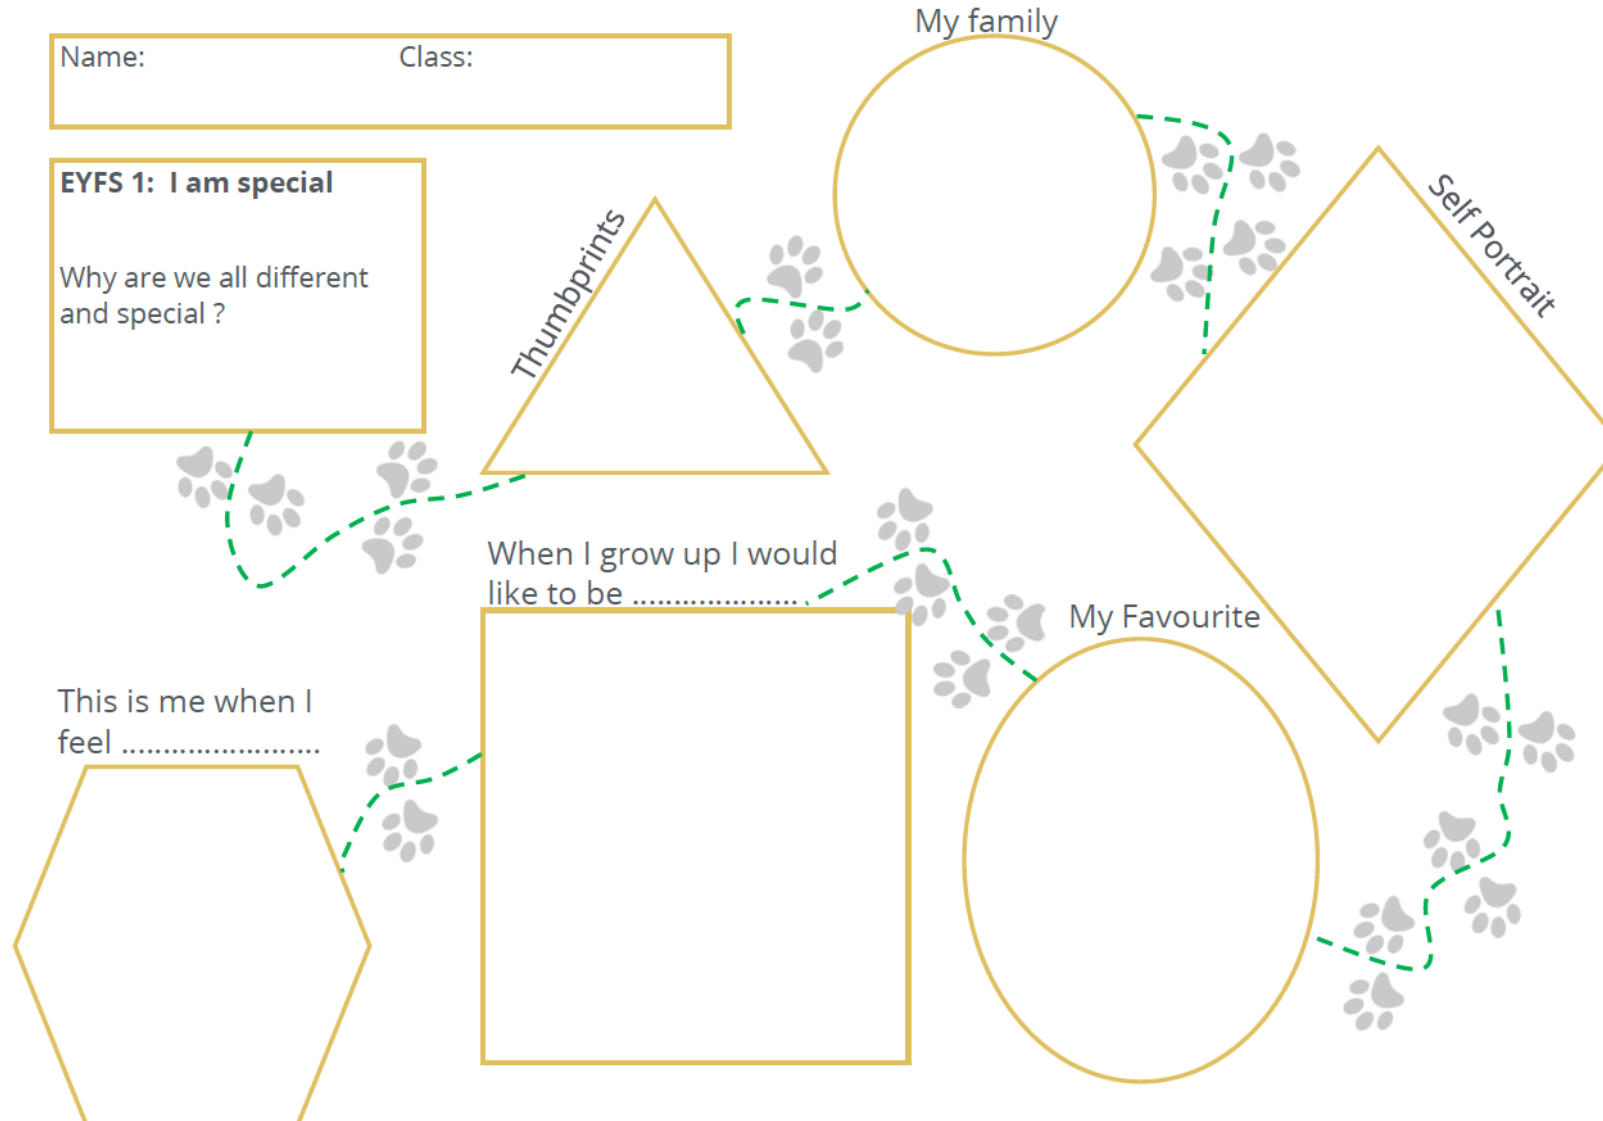 Name: Class:
EYFS 1: I am special
Why are we all different
and special ?
Thumbprints
My family
Self Portrait
My Favourite
When I grow up I would
like to be ....................
This is me when I
feel ........................